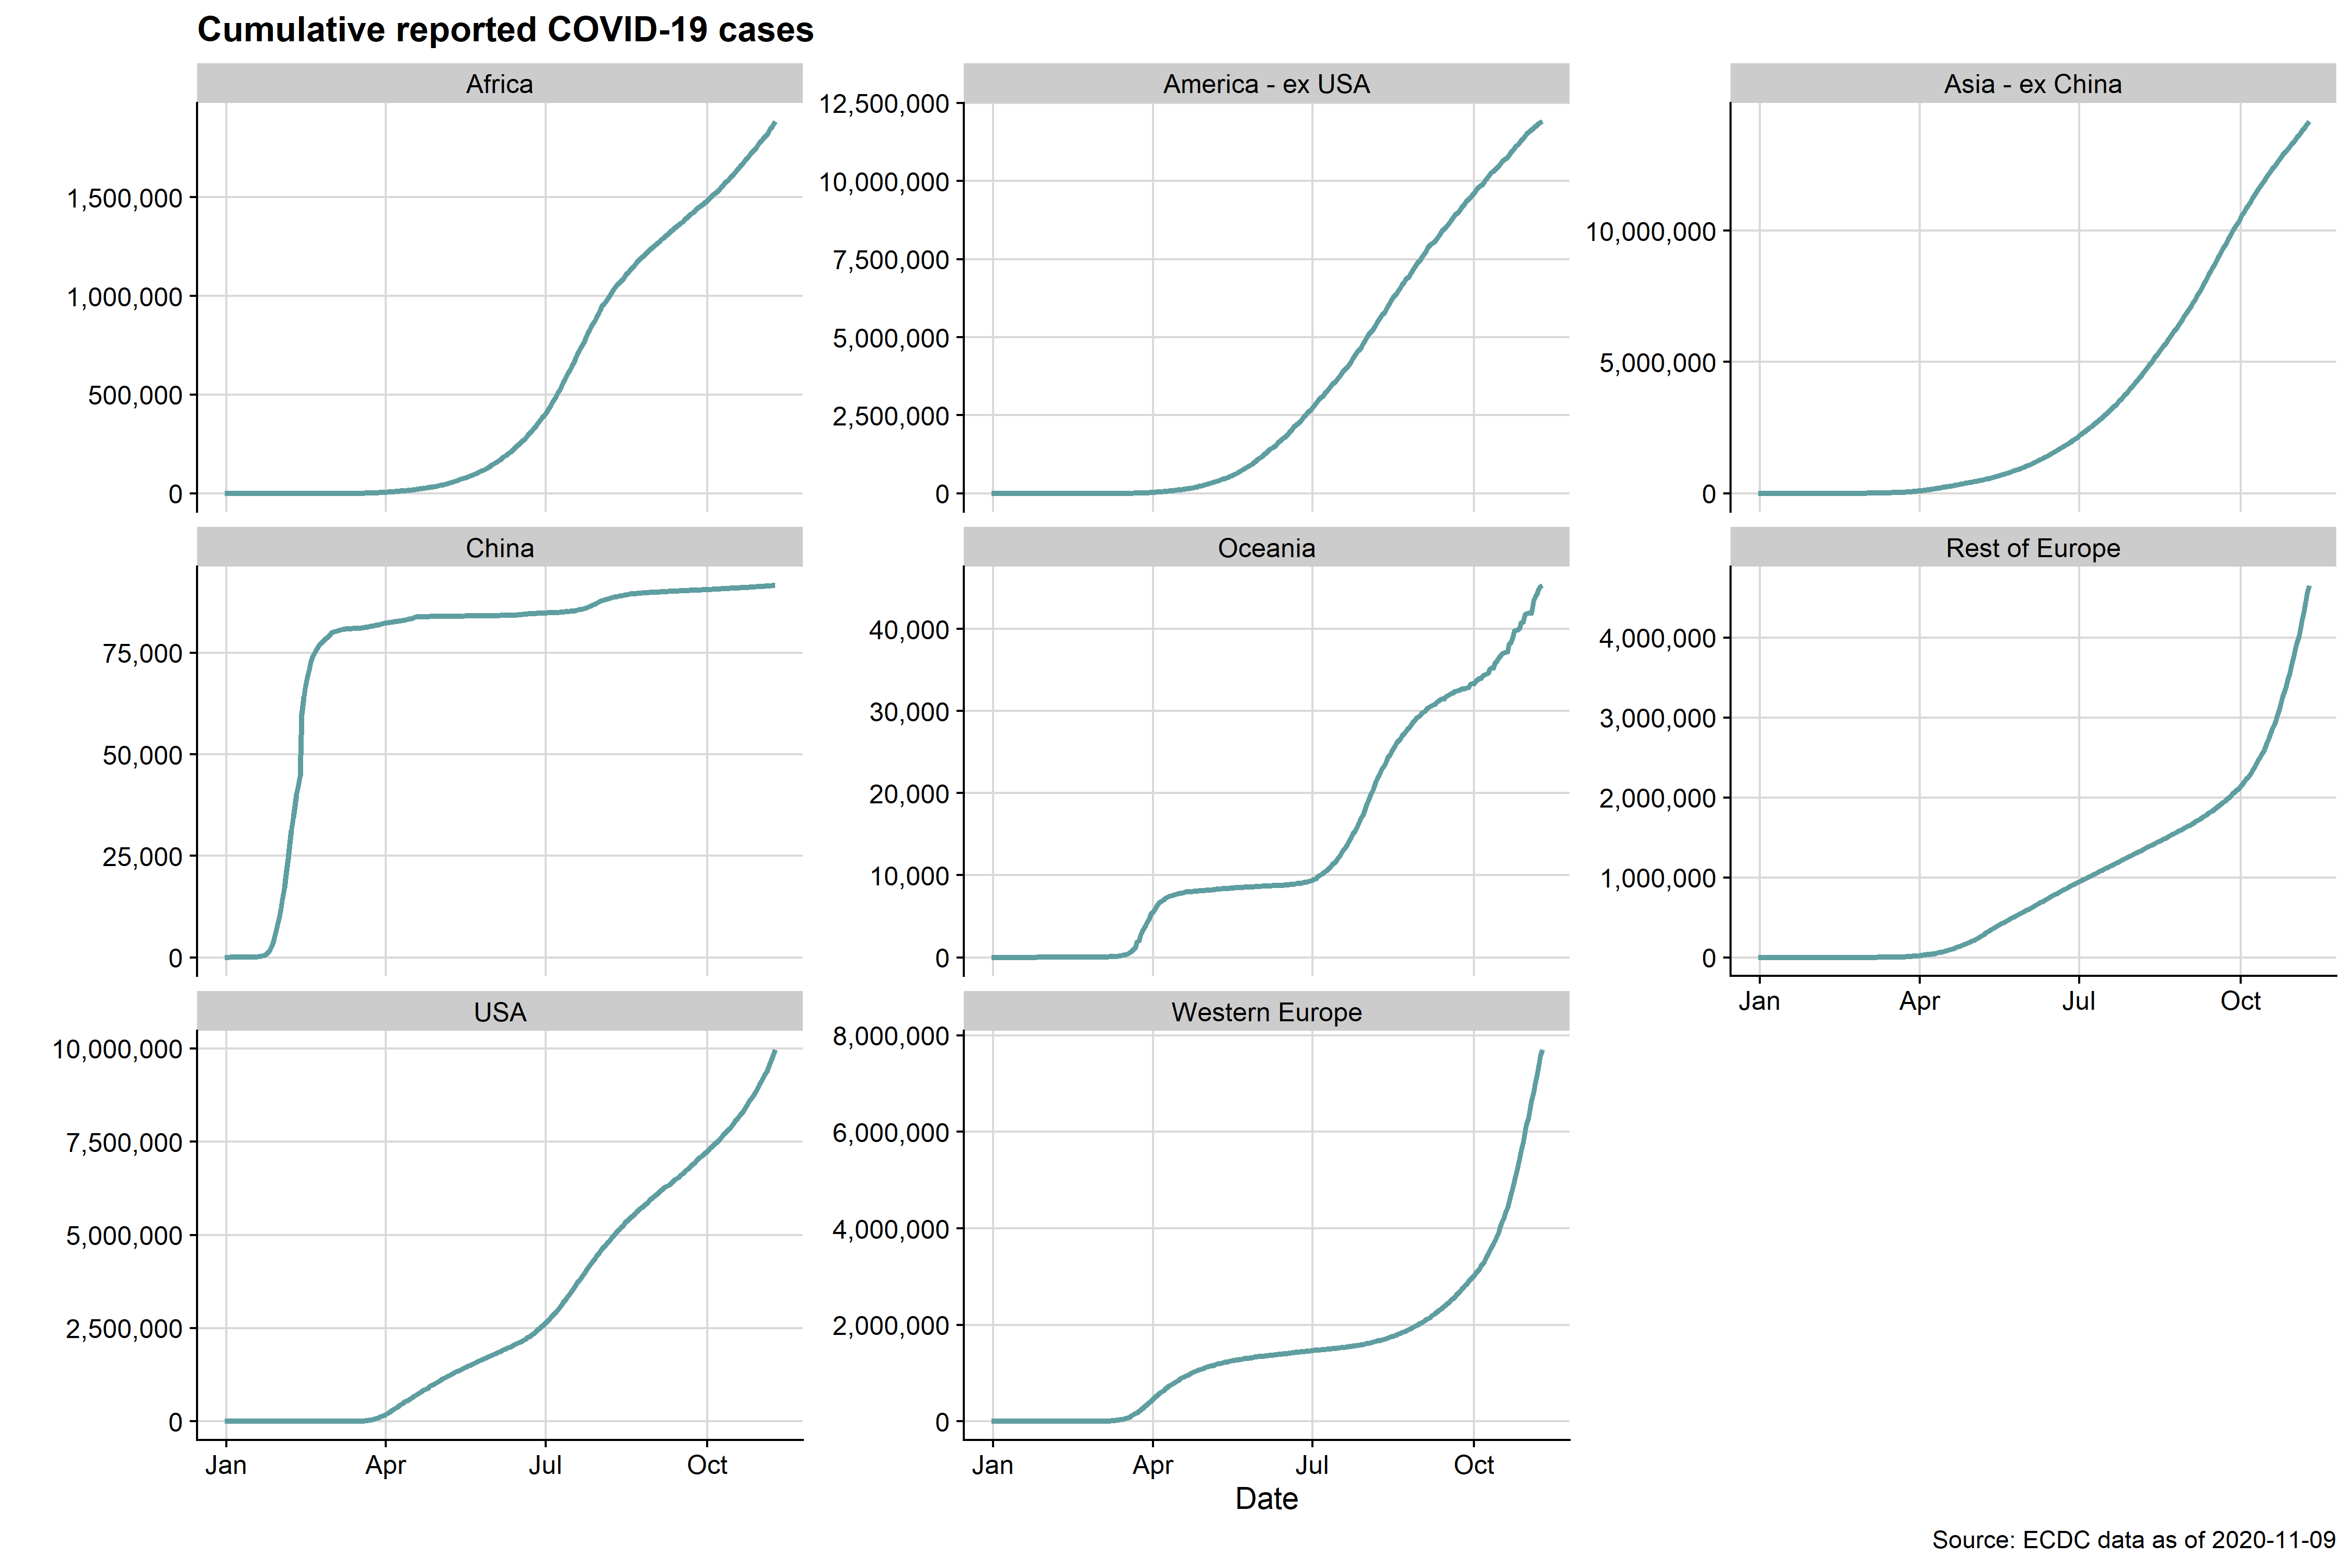 Cumulative reported COVID-19 cases
Africa
1,500,000
1,000,000
500,000
0
America - ex USA
12,500,000
10,000,000
7,500,000
5,000,000
2,500,000
0
Asia - ex China
10,000,000
5,000,000
0
China
75,000
50,000
25,000
0
Oceania
40,000
30,000
20,000
10,000
0
Rest of Europe
4,000,000
3,000,000
2,000,000
1,000,000
0
Jan Apr Jul Oct
USA
10,000,000
7,500,000
5,000,000
2,500,000
0
Jan Apr Jul Oct
Western Europe
8,000,000
6,000,000
4,000,000
2,000,000
0
Jan Apr Jul Oct
Date
Source: ECDC data as of 2020-11-09